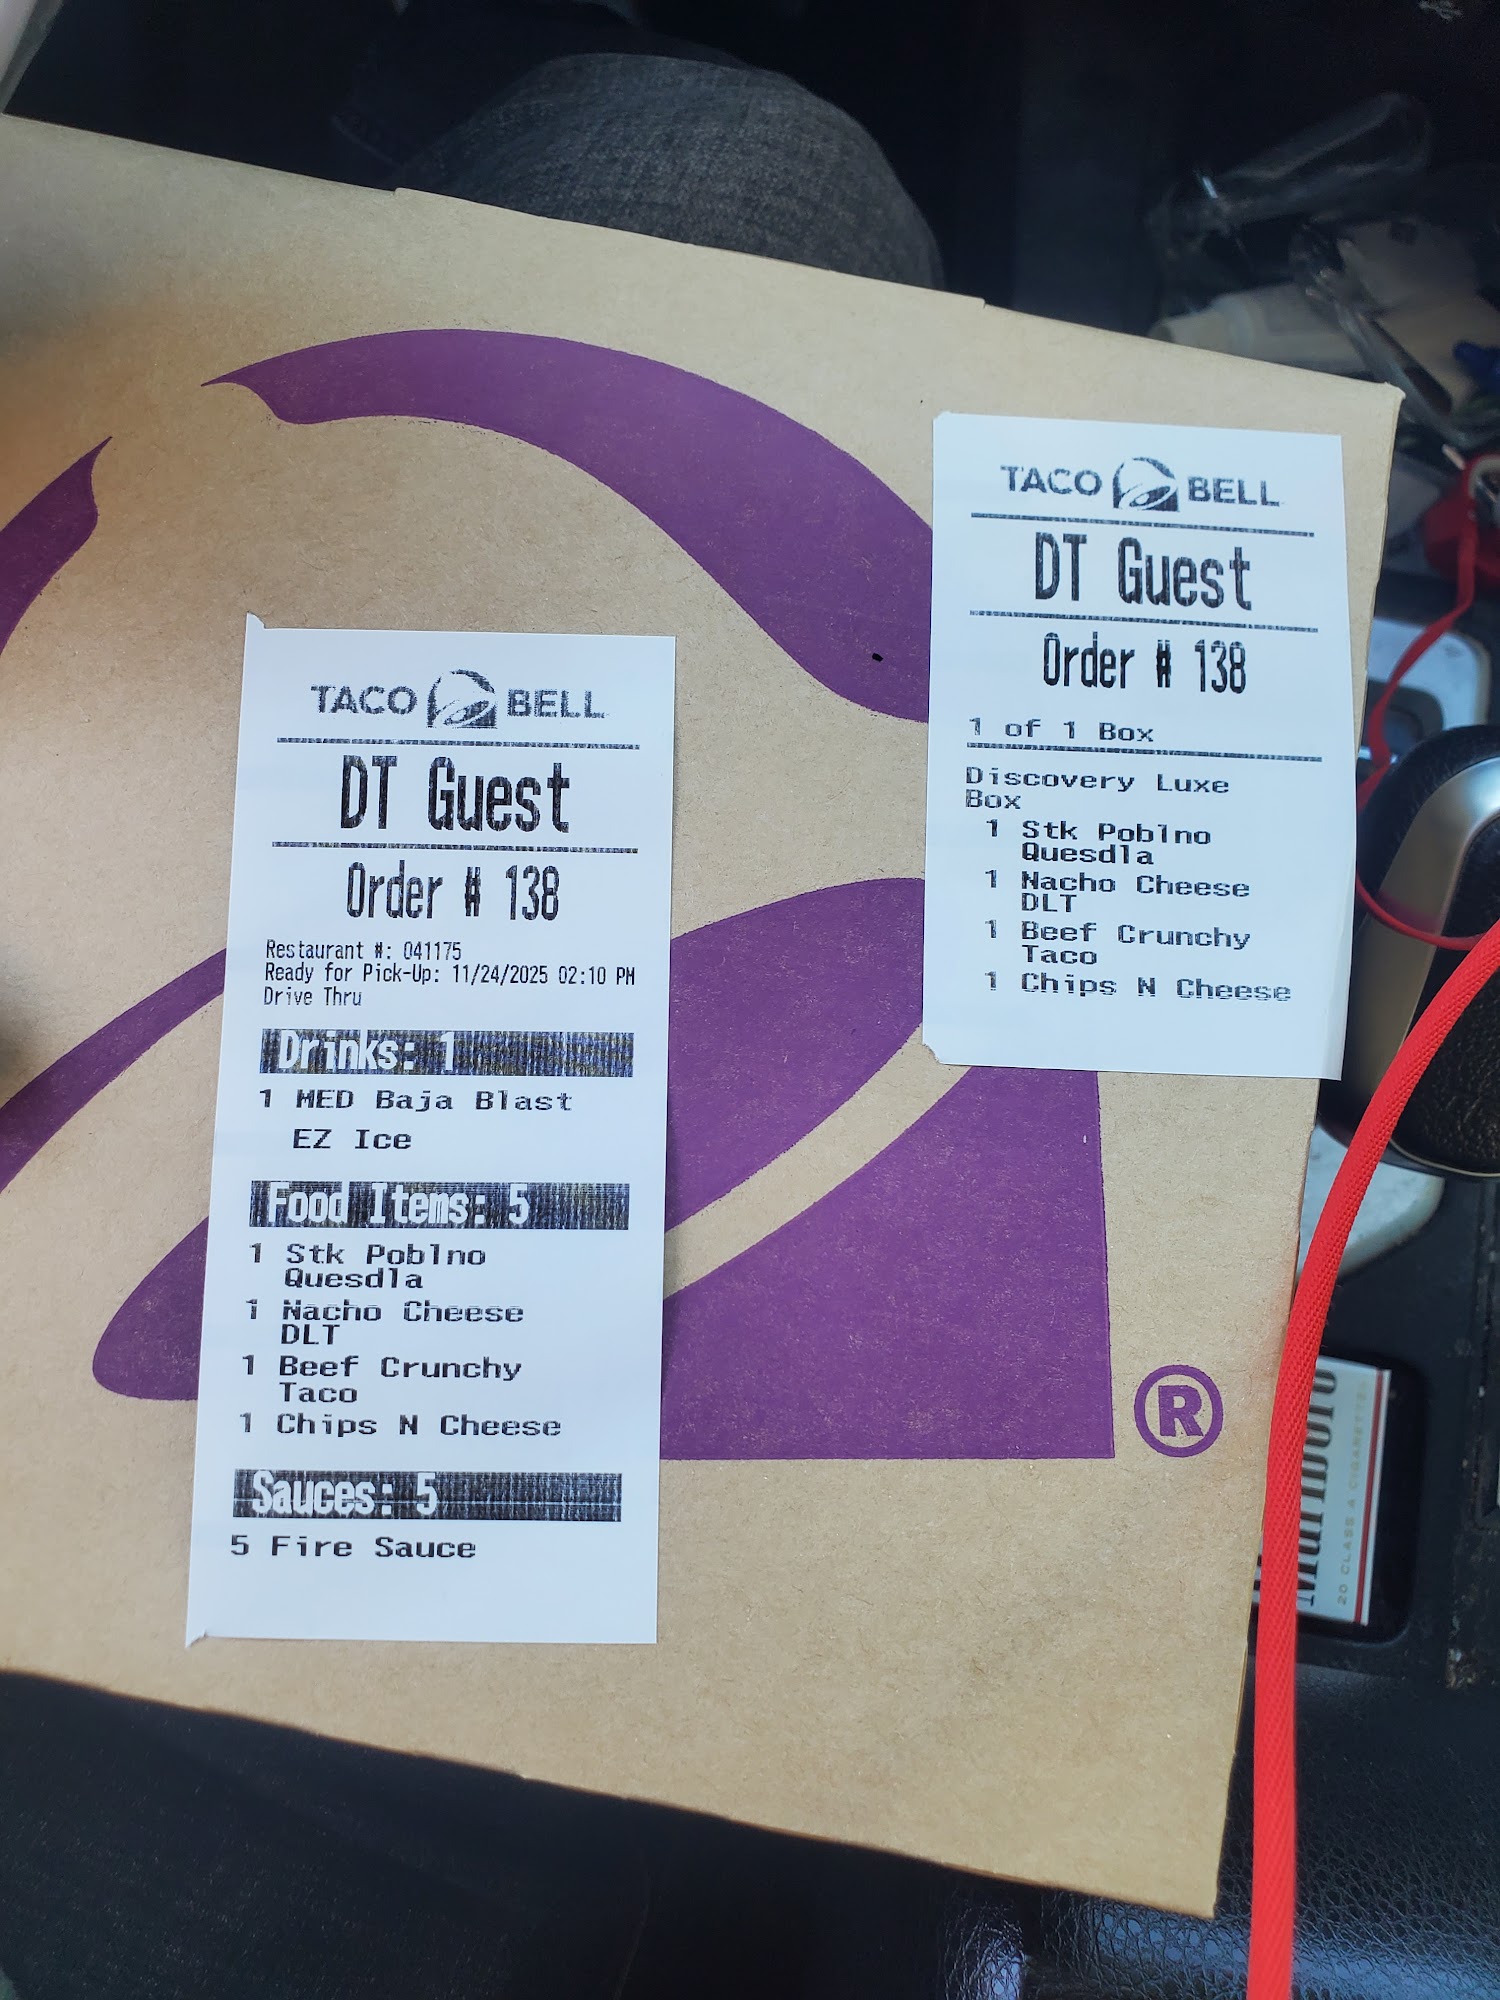 TACO BELL
DT Guest
Order # 138
Restaurant #: 041175
Ready for Pick-Up: 11/24/2025 02:10 PM
Drive Thru
Drinks: 1
1 MED Baja Blast
EZ Ice
Food Items: 5
1 Stk Poblno
Quesdla
1 Nacho Cheese
DLT
1 Beef Crunchy
Taco
1 Chips N Cheese
Sauces: 5
5 Fire Sauce
TACO BELL
DT Guest
Order # 138
1 of 1 Box
Discovery Luxe
Box
1 Stk Poblno
Quesdla
1 Nacho Cheese
DLT
1 Beef Crunchy
Taco
1 Chips N Cheese
®
Marlboro
20 CLASS A CIGARETTES